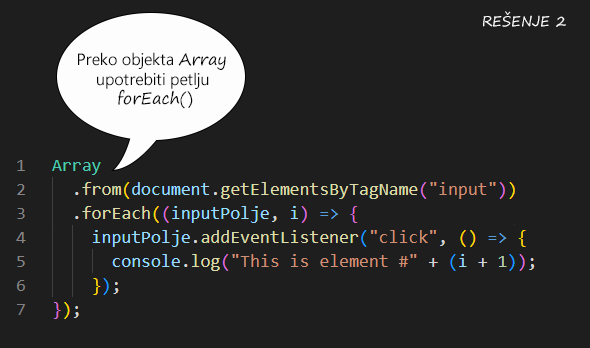 REŠENJE 2
Preko objekta Array
upotrebiti petlju
forEach()
1 Array
2 .from(document.getElementsByTagName("input"))
3 .forEach((inputPolje, i) => {
4 inputPolje.addEventListener("click", () => {
5 console.log("This is element #" + (i + 1));
6 });
7 });